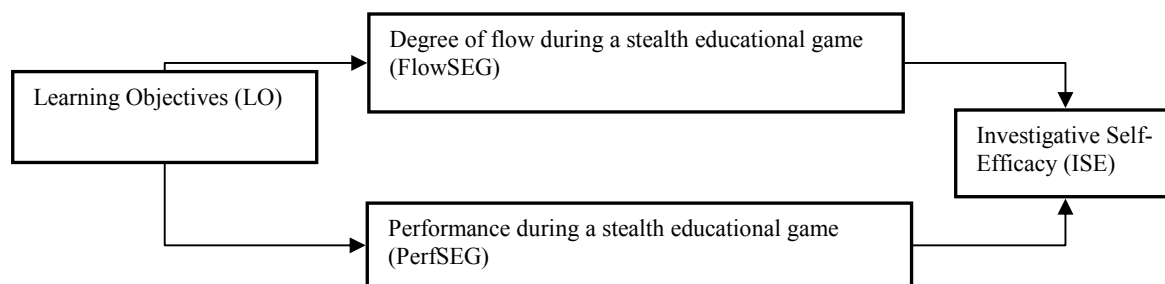 Degree of flow during a stealth educational game
(FlowSEG)
Learning Objectives (LO)
Investigative Self-
Efficacy (ISE)
Performance during a stealth educational game
(PerfSEG)